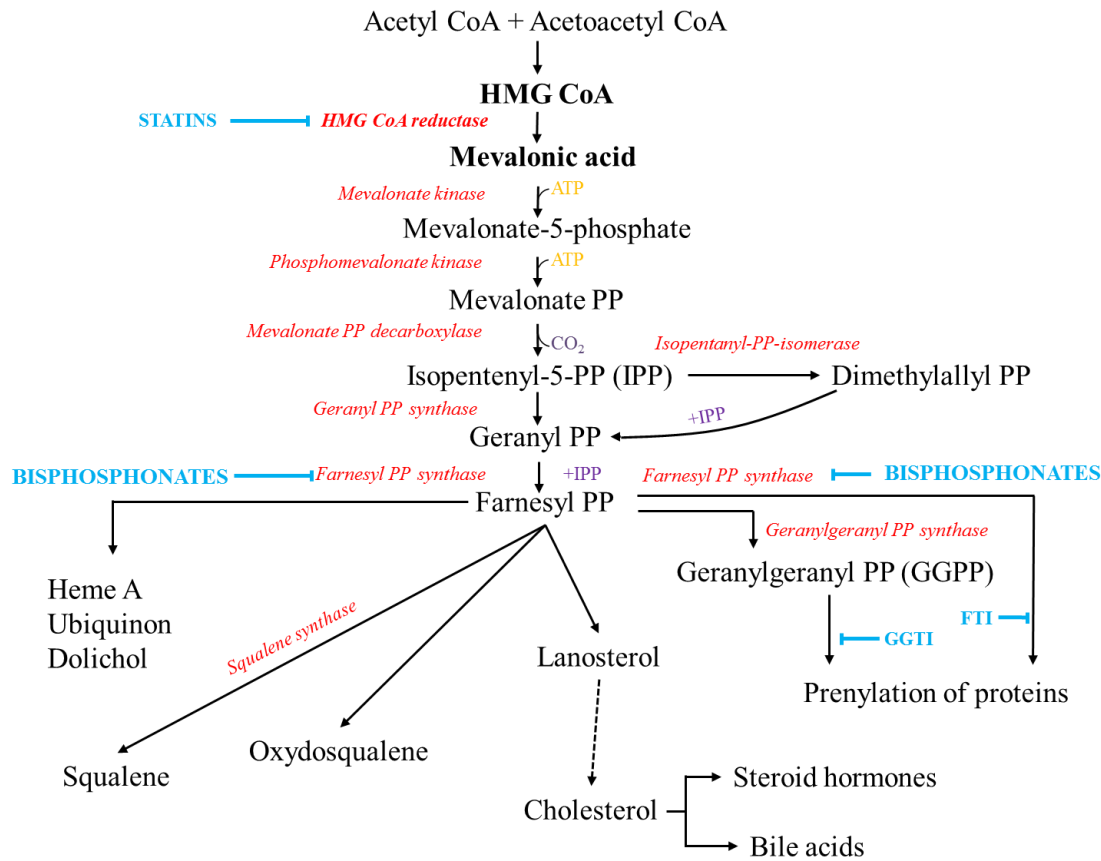 Acetyl CoA + Acetoacetyl CoA
HMG CoA
STATINS
HMG CoA reductase
Mevalonic acid
Mevalonate kinase
ATP
Mevalonate-5-phosphate
Phosphomevalonate kinase
ATP
Mevalonate PP
Mevalonate PP decarboxylase
CO₂
Isopentanyl-PP-isomerase
Isopentenyl-5-PP (IPP)
Dimethylallyl PP
Geranyl PP synthase
+IPP
Geranyl PP
BISPHOSPHONATES
Farnesyl PP synthase
+IPP
Farnesyl PP synthase
BISPHOSPHONATES
Farnesyl PP
Geranylgeranyl PP synthase
Geranylgeranyl PP (GGPP)
Heme A
Ubiquinon
Dolichol
Squalene synthase
FTI
GGTI
Lanosterol
Prenylation of proteins
Oxydosqualene
Squalene
Steroid hormones
Cholesterol
Bile acids